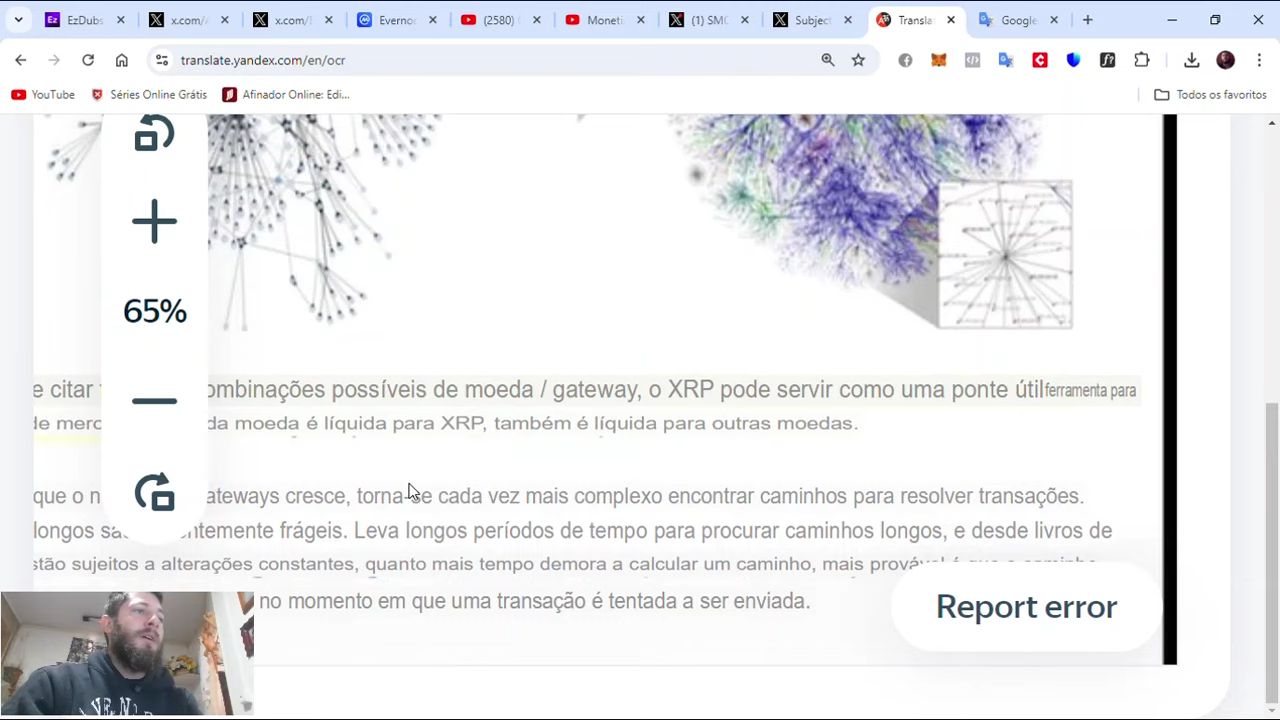 EzDubs
x.com/
x.com/
Everno
(2580)
Moneti
(1) SMC
Subject
Transla
Google
translate.yandex.com/en/ocr
YouTube
Séries Online Grátis
Afinador Online: Edi...
Todos os favoritos
65%
e citar
ombinações possíveis de moeda / gateway, o XRP pode servir como uma ponte útil ferramenta para
de merc
da moeda é líquida para XRP, também é líquida para outras moedas.
que o n
ateways cresce, torna-se cada vez mais complexo encontrar caminhos para resolver transações.
longos sã
ntemente frágeis. Leva longos períodos de tempo para procurar caminhos longos, e desde livros de
stão sujeitos a alterações constantes, quanto mais tempo demora a calcular um caminho, mais provável é que o caminho
no momento em que uma transação é tentada a ser enviada.
Report error